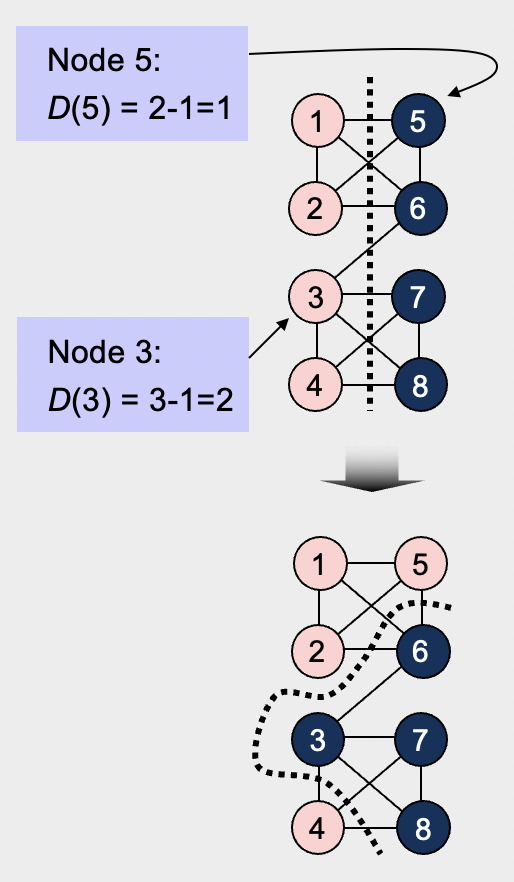 Node 5:
D(5) = 2-1=1
1 5
2 6
3 7
Node 3:
D(3) = 3-1=2
4 8
1 5
2 6
3 7
4 8